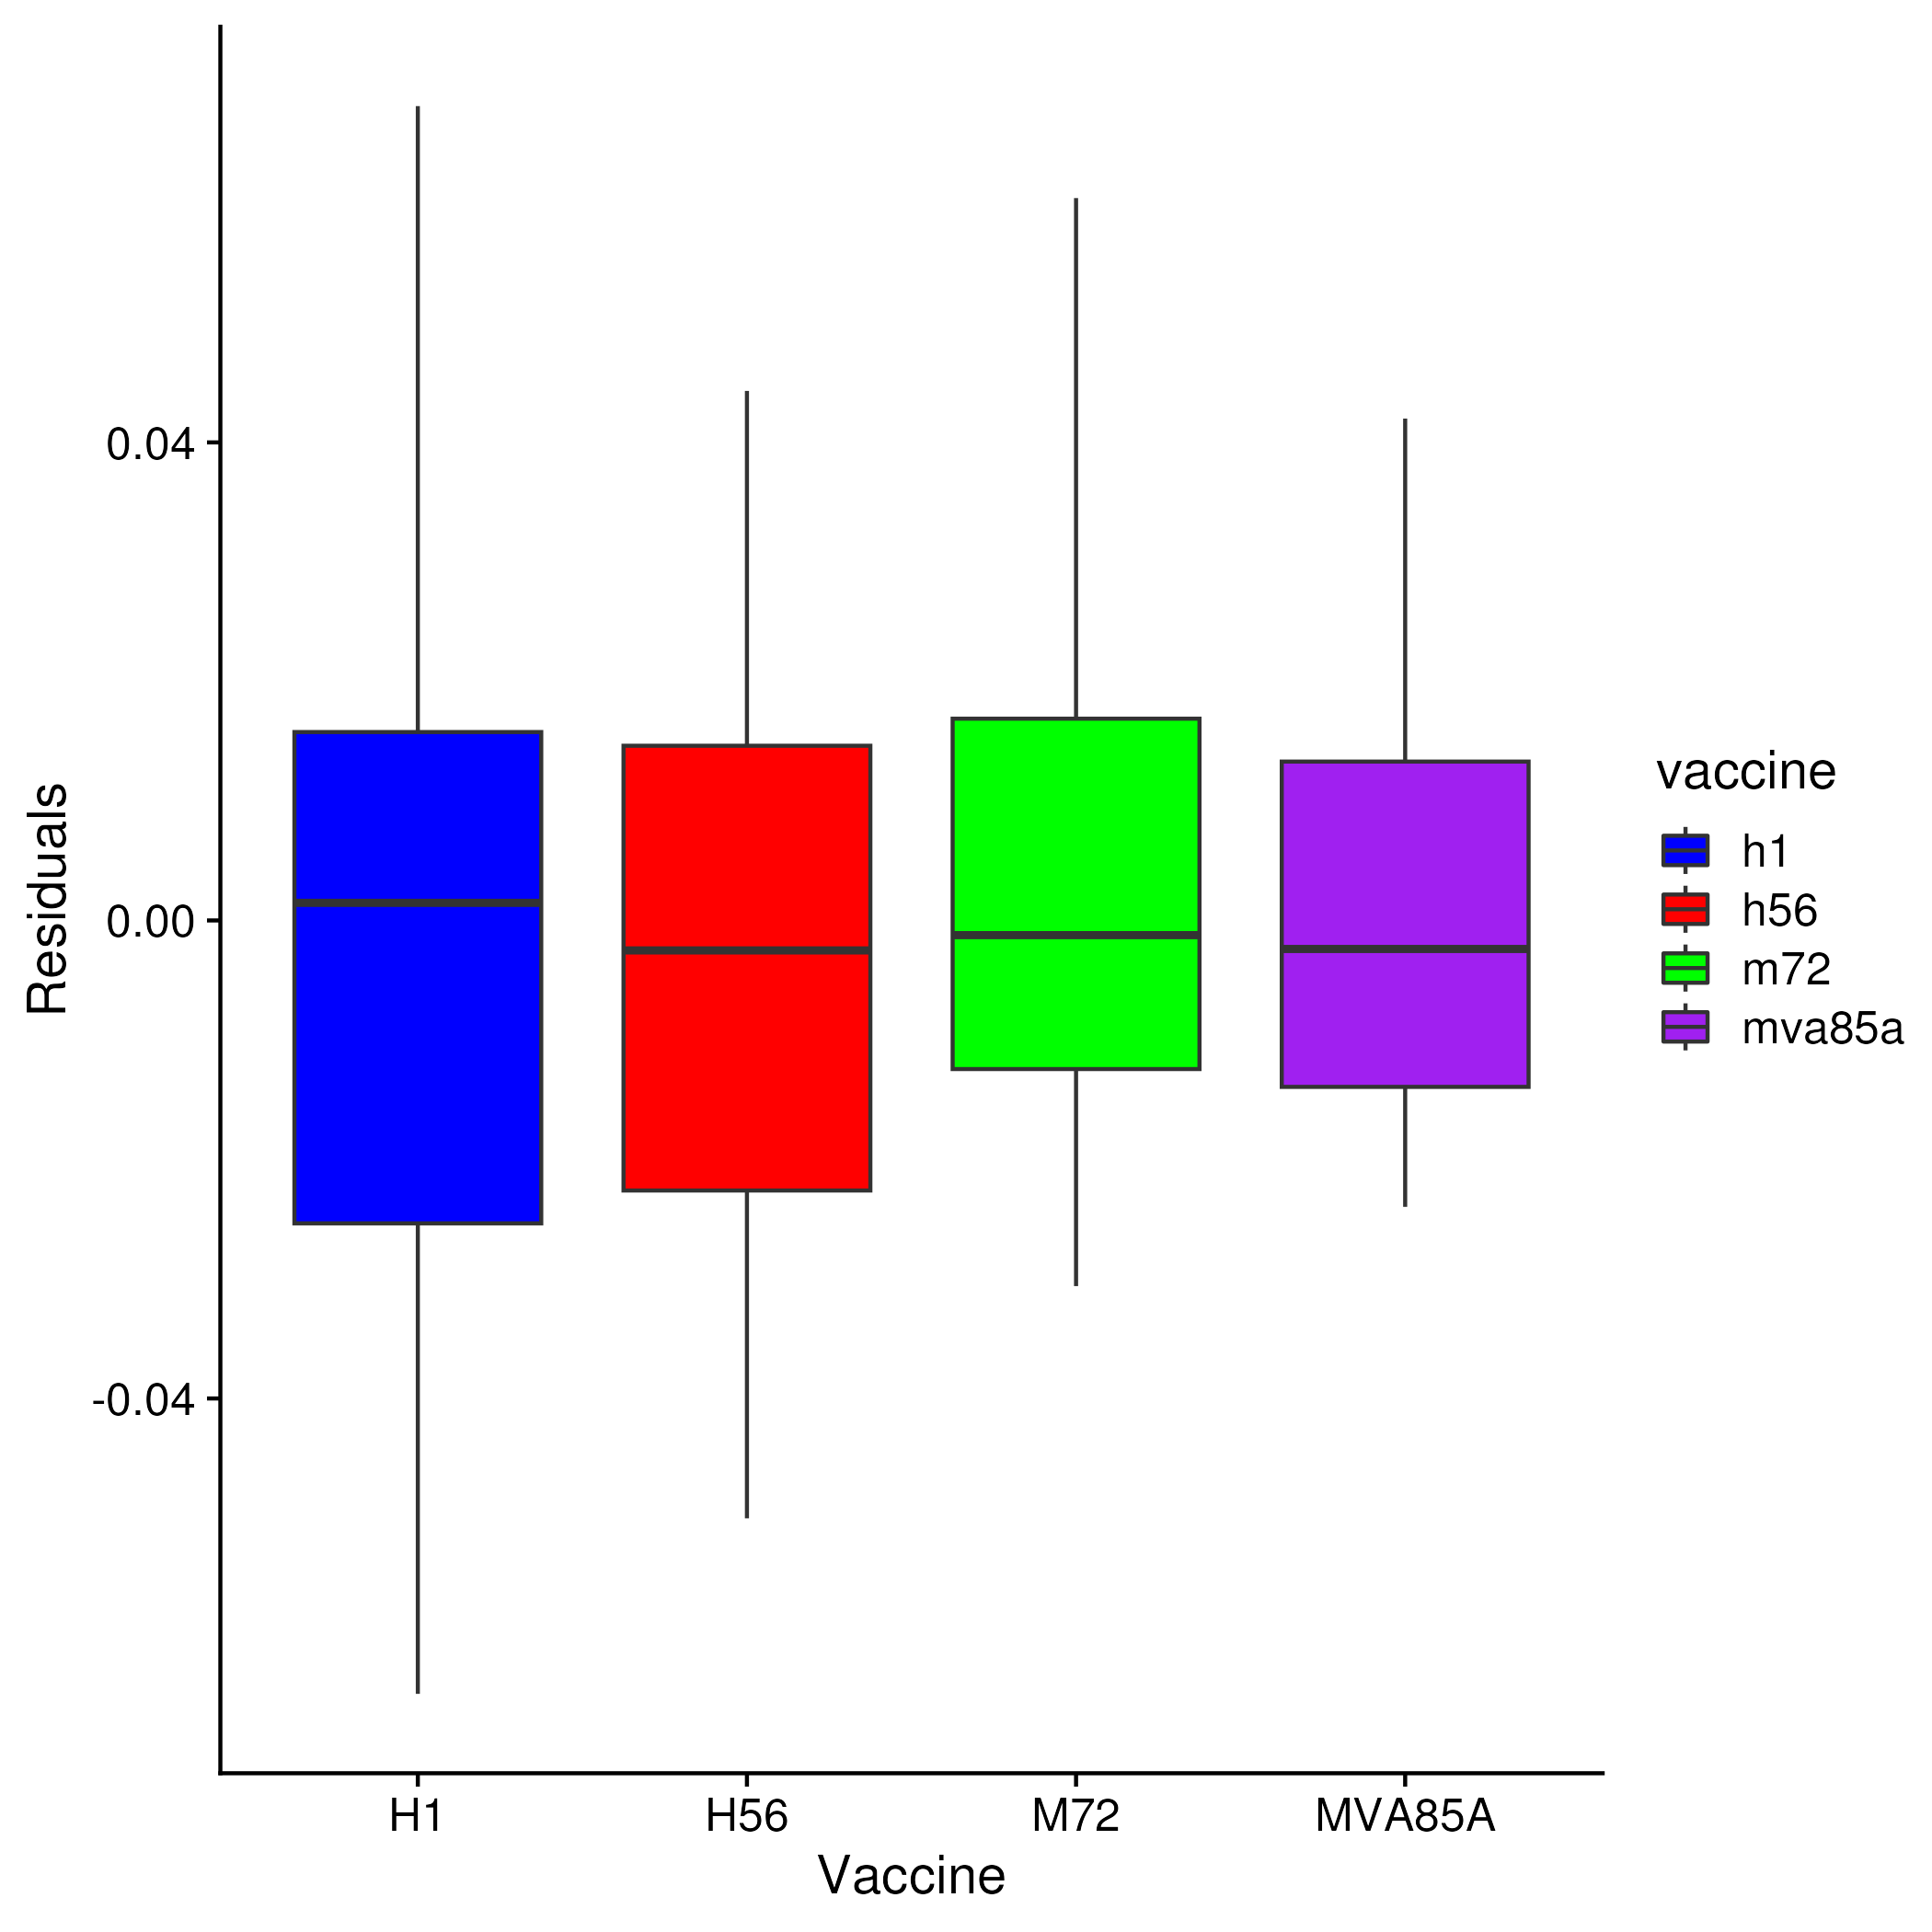 Residuals
0.04
0.00
-0.04
H1 H56 M72 MVA85A
Vaccine
vaccine
h1
h56
m72
mva85a